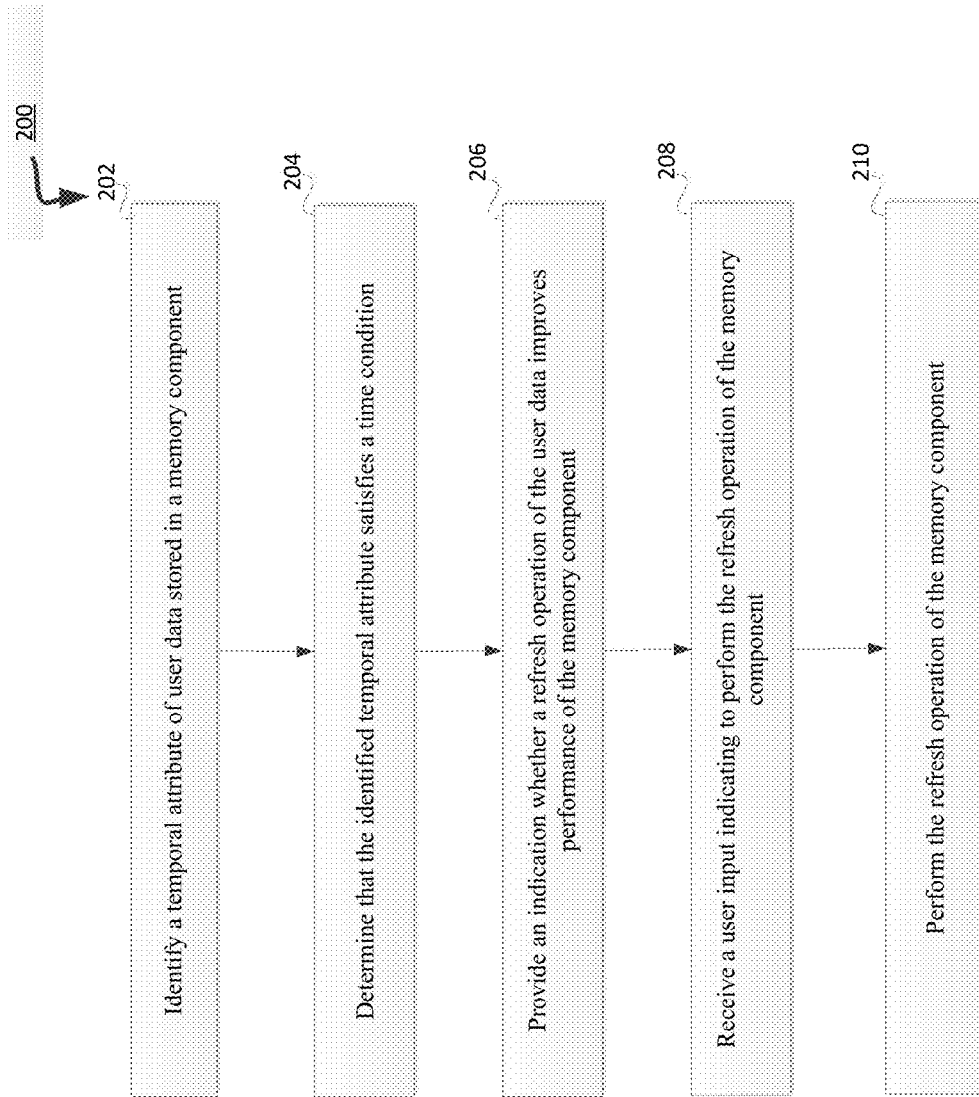 200
202
Identify a temporal attribute of user data stored in a memory component
204
Determine that the identified temporal attribute satisfies a time condition
206
Provide an indication whether a refresh operation of the user data improves
performance of the memory component
208
Receive a user input indicating to perform the refresh operation of the memory
component
210
Perform the refresh operation of the memory component